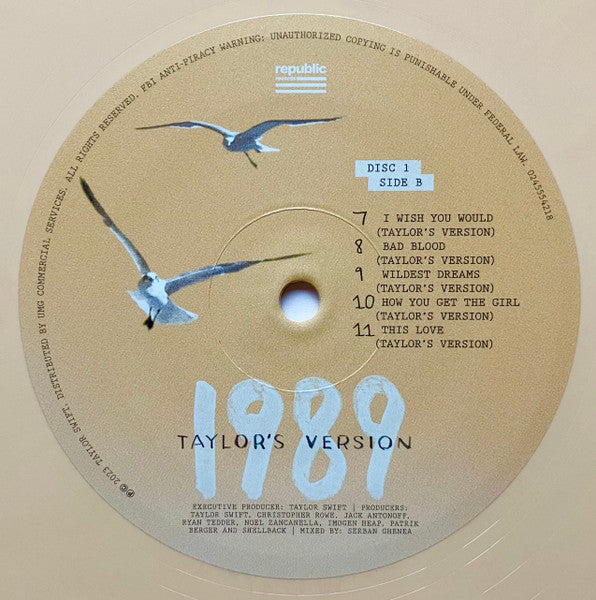 FBI ANTI-PIRACY WARNING: UNAUTHORIZED COPYING IS PUNISHABLE UNDER FEDERAL LAW. 0245554218
republic
records
DISC 1
SIDE B
7 I WISH YOU WOULD
(TAYLOR'S VERSION)
8 BAD BLOOD
(TAYLOR'S VERSION)
9 WILDEST DREAMS
(TAYLOR'S VERSION)
10 HOW YOU GET THE GIRL
(TAYLOR'S VERSION)
11 THIS LOVE
(TAYLOR'S VERSION)
1989
TAYLOR'S VERSION
EXECUTIVE PRODUCER: TAYLOR SWIFT | PRODUCERS:
TAYLOR SWIFT, CHRISTOPHER ROWE, JACK ANTONOFF,
RYAN TEDDER, NOEL ZANCANELLA, IMOGEN HEAP, PATRIK
BERGER AND SHELLBACK | MIXED BY: SERBAN GHENEA
℗© 2023 TAYLOR SWIFT. DISTRIBUTED BY UMG COMMERCIAL SERVICES. ALL RIGHTS RESERVED.